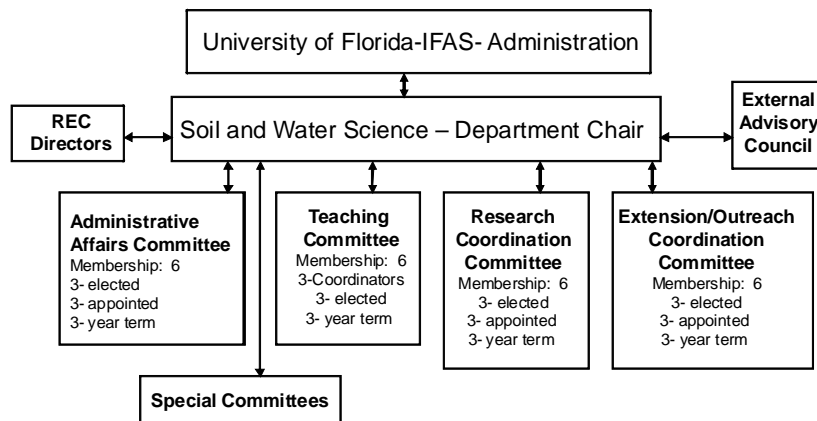 University of Florida-IFAS- Administration
REC
Directors
Soil and Water Science – Department Chair
External
Advisory
Council
Administrative
Affairs Committee
Membership: 6
3- elected
3- appointed
3- year term
Teaching
Committee
Membership: 6
3-Coordinators
3- elected
3- year term
Research
Coordination
Committee
Membership: 6
3- elected
3- appointed
3- year term
Extension/Outreach
Coordination
Committee
Membership: 6
3- elected
3- appointed
3- year term
Special Committees